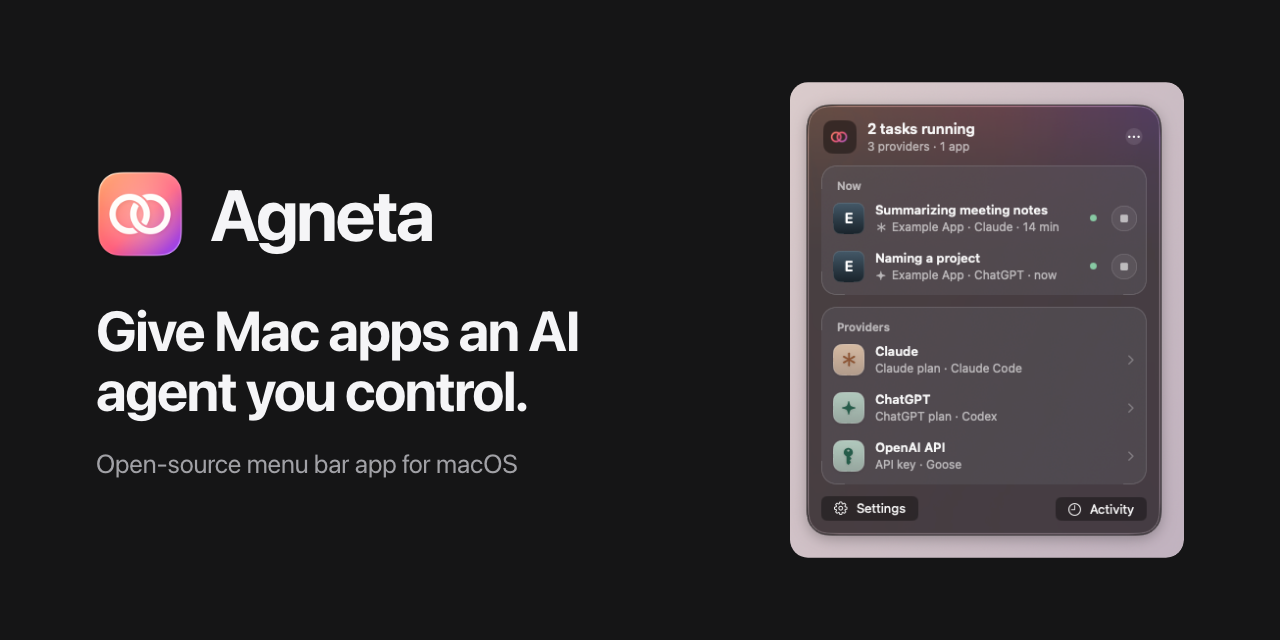 Agneta
Give Mac apps an AI
agent you control.
Open-source menu bar app for macOS
2 tasks running
3 providers · 1 app
Now
E
Summarizing meeting notes
Example App · Claude · 14 min
E
Naming a project
Example App · ChatGPT · now
Providers
Claude
Claude plan · Claude Code
ChatGPT
ChatGPT plan · Codex
OpenAI API
API key · Goose
Settings
Activity